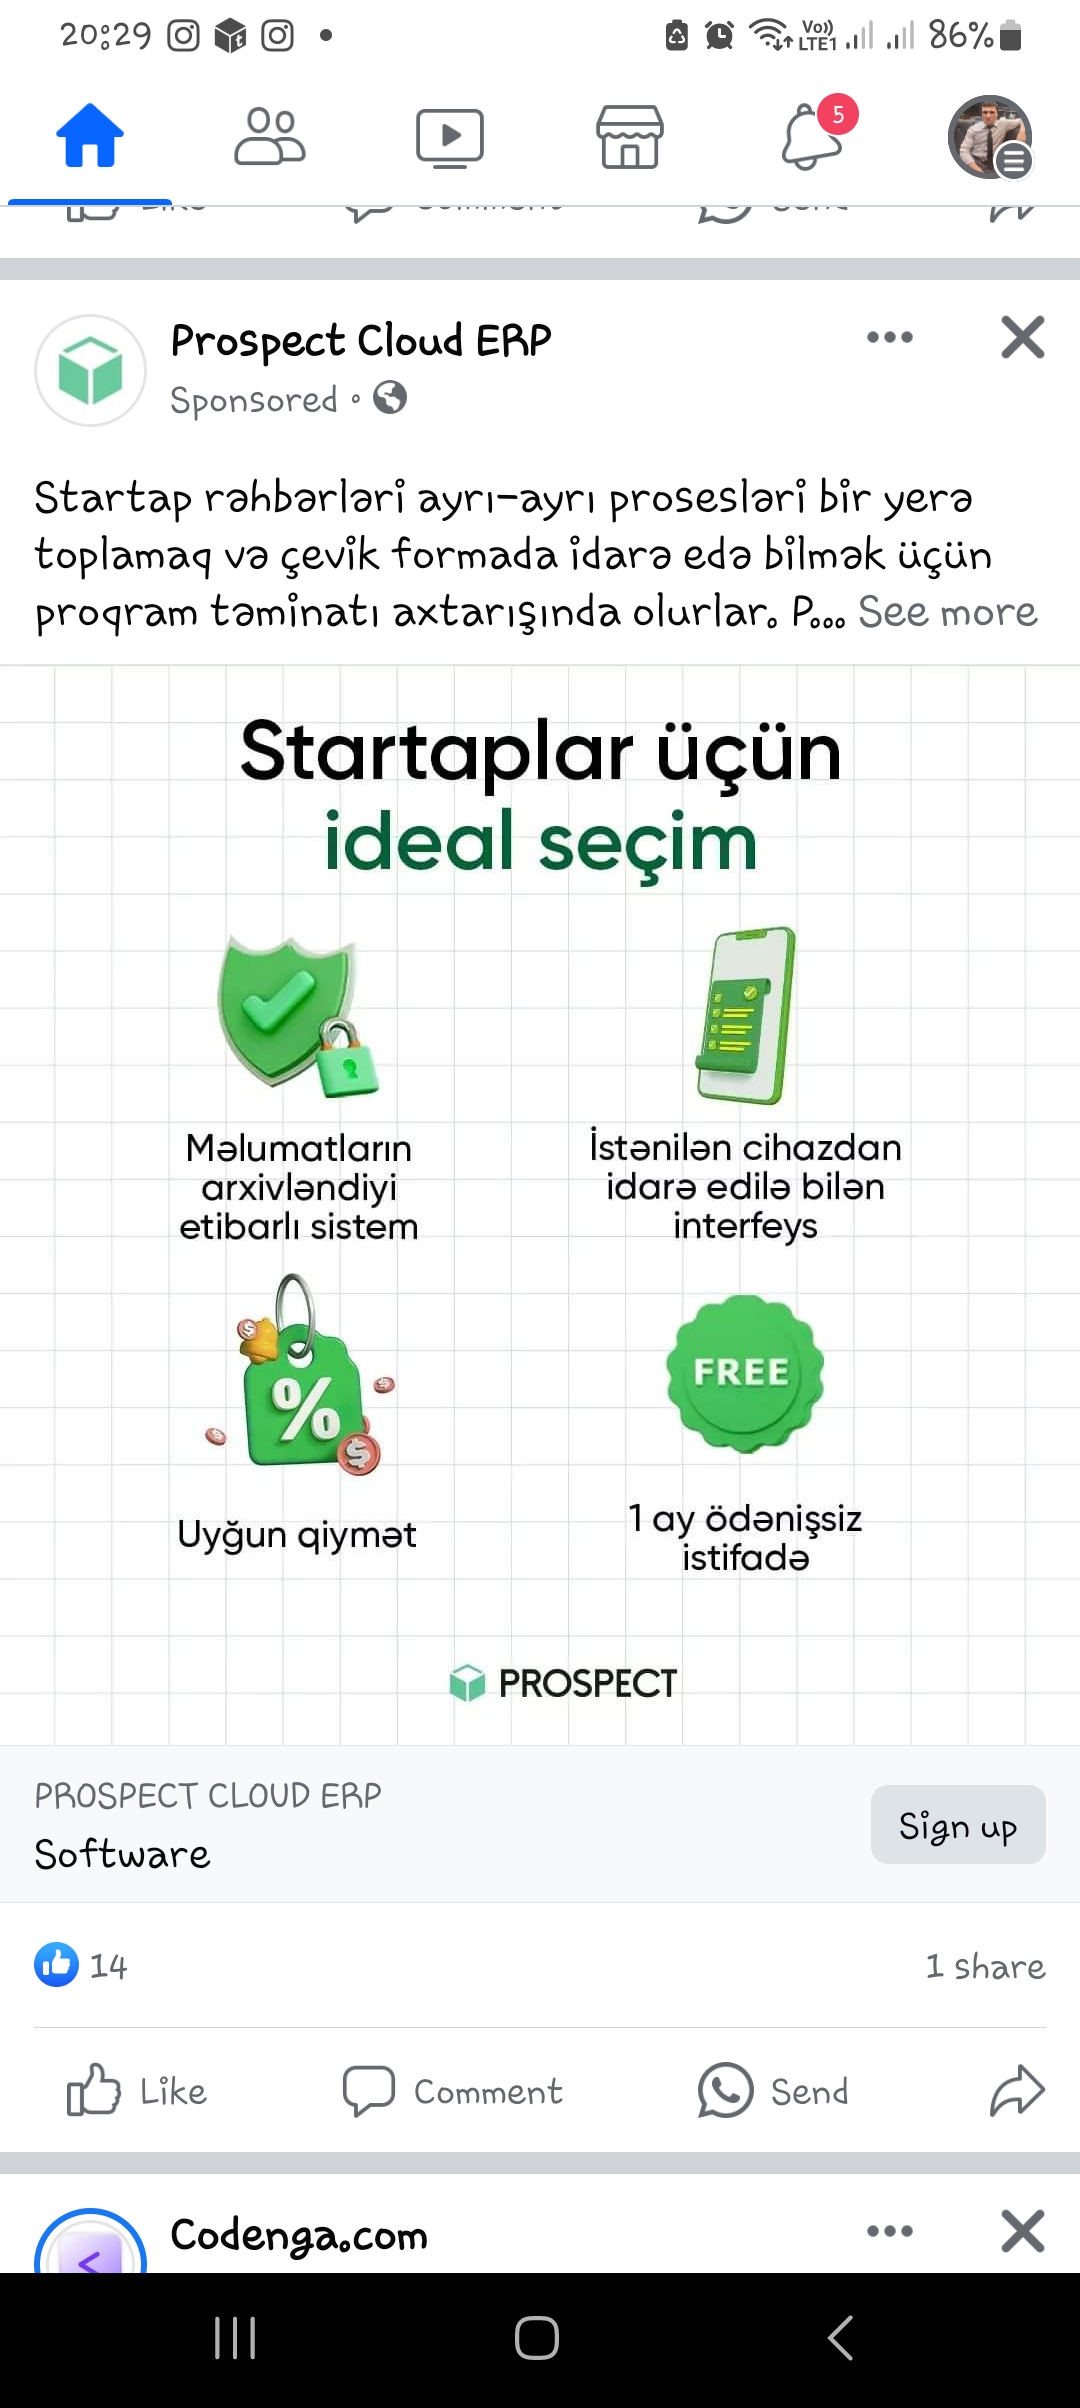 20:29
Vo))
LTE1
86%
5
Prospect Cloud ERP
Sponsored
Startap rəhbərləri ayrı-ayrı prosesləri bir yerə
toplamaq və çevik formada idarə edə bilmək üçün
proqram təminatı axtarışında olurlar. P... See more
Startaplar üçün
ideal seçim
Məlumatların
arxivləndiyi
etibarlı sistem
İstənilən cihazdan
idarə edilə bilən
interfeys
%
$
FREE
Uyğun qiymət
1 ay ödənişsiz
istifadə
PROSPECT
PROSPECT CLOUD ERP
Software
Sign up
14
1 share
Like
Comment
Send
Codenga.com